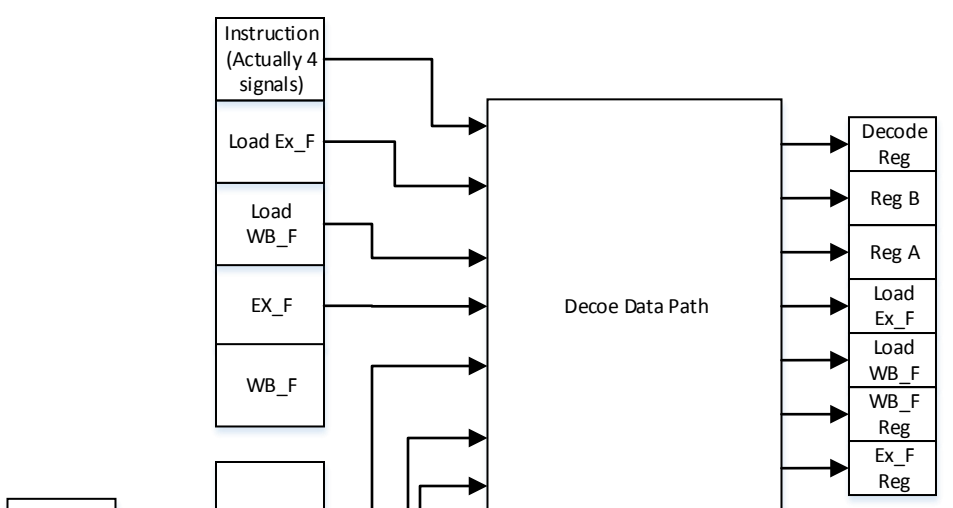 Instruction
(Actually 4
signals)
Load Ex_F
Load
WB_F
EX_F
WB_F
Decoe Data Path
Decode
Reg
Reg B
Reg A
Load
Ex_F
Load
WB_F
WB_F
Reg
Ex_F
Reg